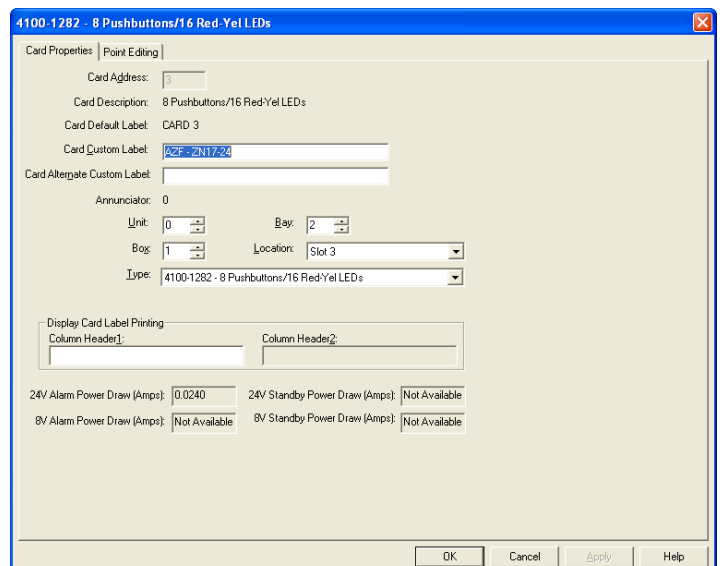 4100-1282 - 8 Pushbuttons/16 Red-Yel LEDs
Card Properties Point Editing
Card Address: 3
Card Description: 8 Pushbuttons/16 Red-Yel LEDs
Card Default Label: CARD 3
Card Custom Label: AZF - ZN17-24
Card Alternate Custom Label:
Annunciator: 0
Unit: 0 Bay: 2
Box: 1 Location: Slot 3
Type: 4100-1282 - 8 Pushbuttons/16 Red-Yel LEDs
Display Card Label Printing
Column Header1: Column Header2:
24V Alarm Power Draw (Amps): 0.0240 24V Standby Power Draw (Amps): Not Available
8V Alarm Power Draw (Amps): Not Available 8V Standby Power Draw (Amps): Not Available
OK Cancel Apply Help